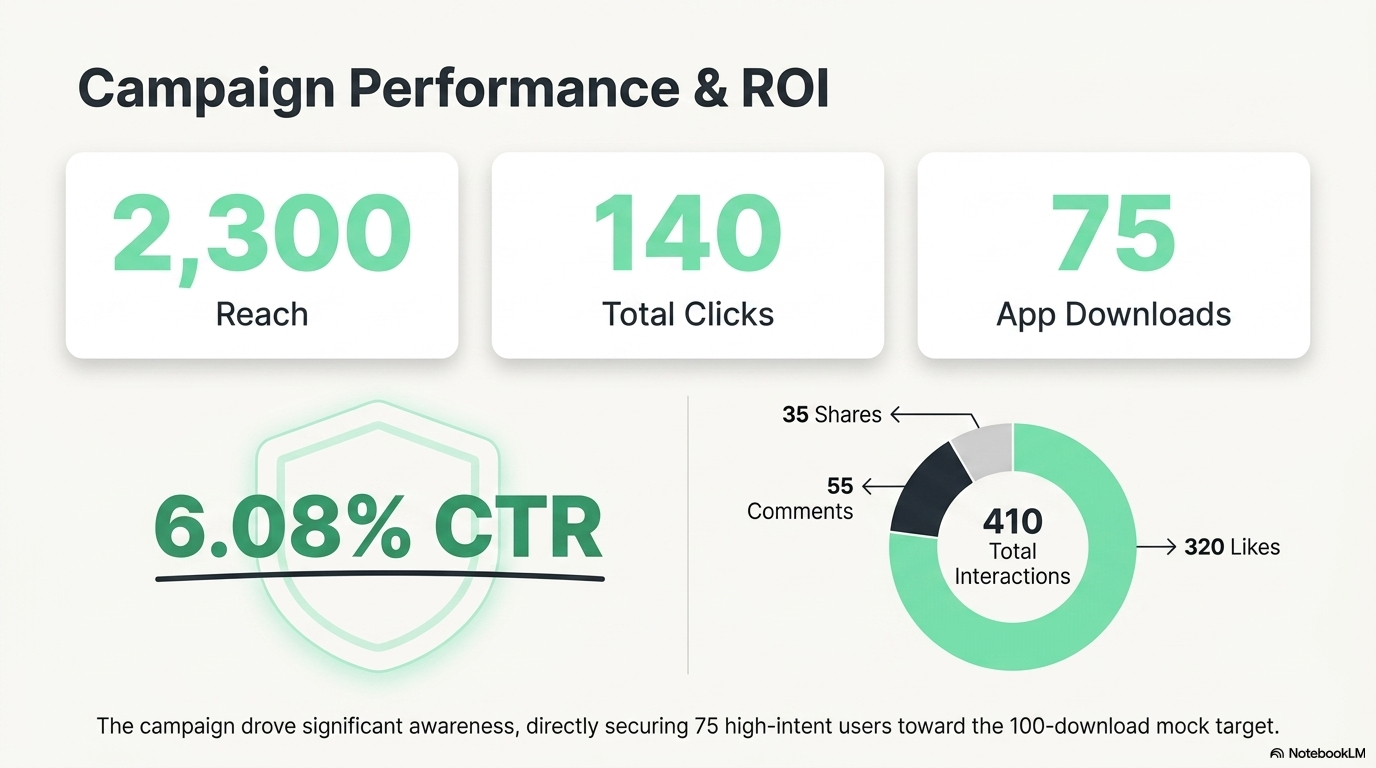 Campaign Performance & ROI
2,300
Reach
140
Total Clicks
75
App Downloads
6.08% CTR
35 Shares
55
Comments
410
Total
Interactions
320 Likes
The campaign drove significant awareness, directly securing 75 high-intent users toward the 100-download mock target.
NotebookLM